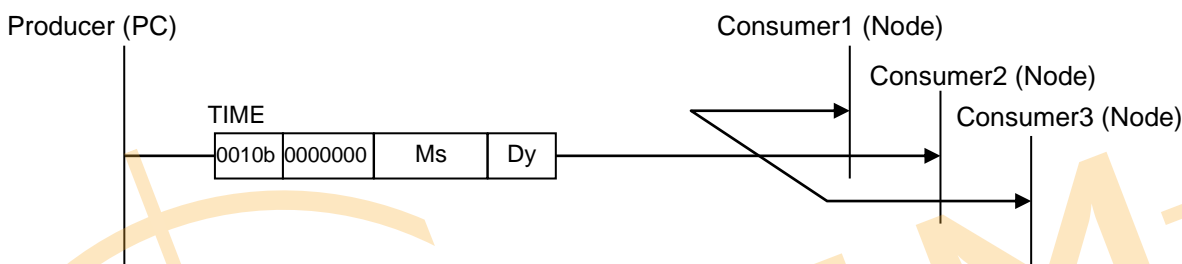 Producer (PC)
Consumer1 (Node)
Consumer2 (Node)
Consumer3 (Node)
TIME
0010b 0000000 Ms Dy